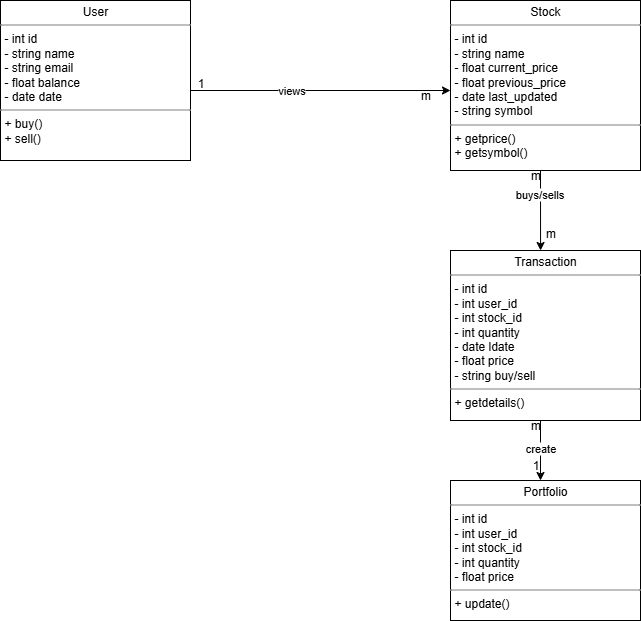 User
- int id
- string name
- string email
- float balance
- date date
+ buy()
+ sell()
1
views
m
Stock
- int id
- string name
- float current_price
- float previous_price
- date last_updated
- string symbol
+ getprice()
+ getsymbol()
m
buys/sells
m
Transaction
- int id
- int user_id
- int stock_id
- int quantity
- date ldate
- float price
- string buy/sell
+ getdetails()
m
create
1
Portfolio
- int id
- int user_id
- int stock_id
- int quantity
- float price
+ update()